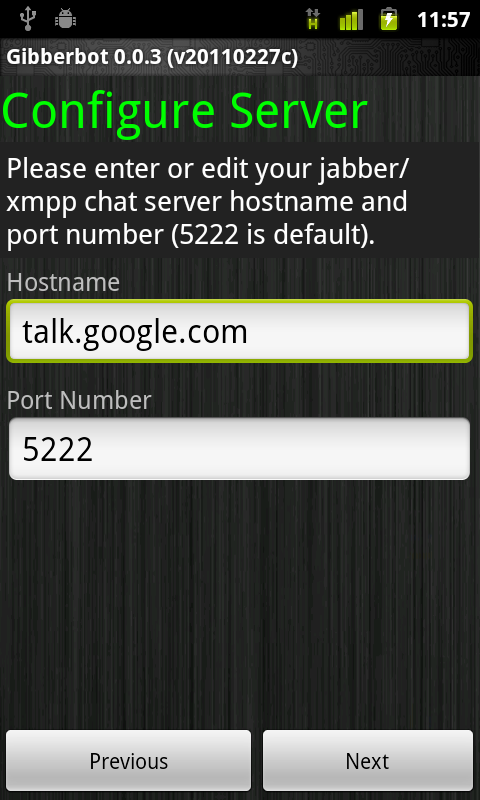 H
11:57
Gibberbot 0.0.3 (v20110227c)
Configure Server
Please enter or edit your jabber/
xmpp chat server hostname and
port number (5222 is default).
Hostname
talk.google.com
Port Number
5222
Previous
Next